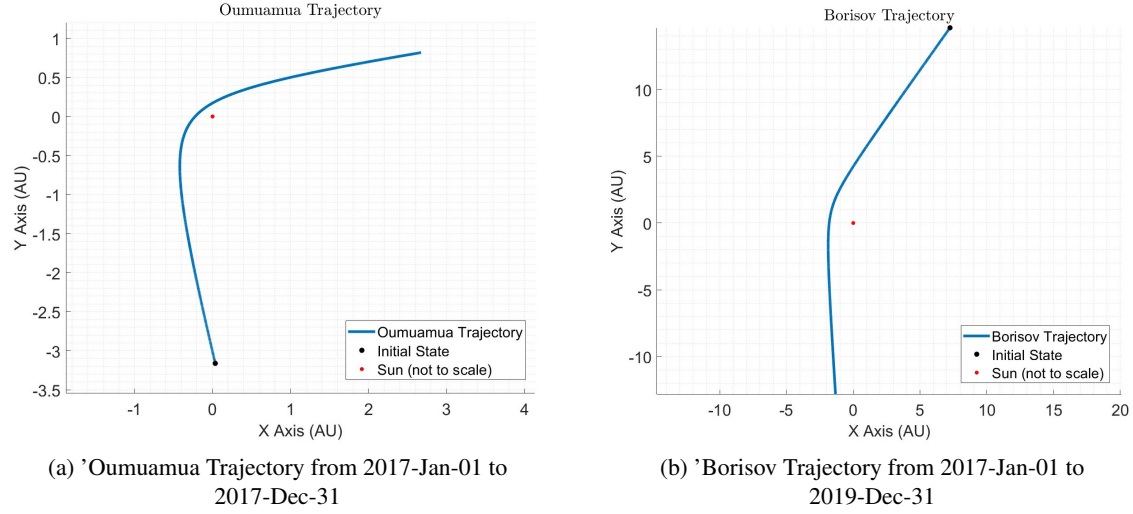 Oumuamua Trajectory
1
0.5
0
-0.5
-1
-1.5
-2
-2.5
-3
-3.5
Y Axis (AU)
-1
0
1
2
3
4
X Axis (AU)
Oumuamua Trajectory
Initial State
Sun (not to scale)
(a) ’Oumuamua Trajectory from 2017-Jan-01 to
2017-Dec-31
Borisov Trajectory
10
5
0
-5
-10
Y Axis (AU)
-10
-5
0
5
10
15
20
X Axis (AU)
Borisov Trajectory
Initial State
Sun (not to scale)
(b) ’Borisov Trajectory from 2017-Jan-01 to
2019-Dec-31